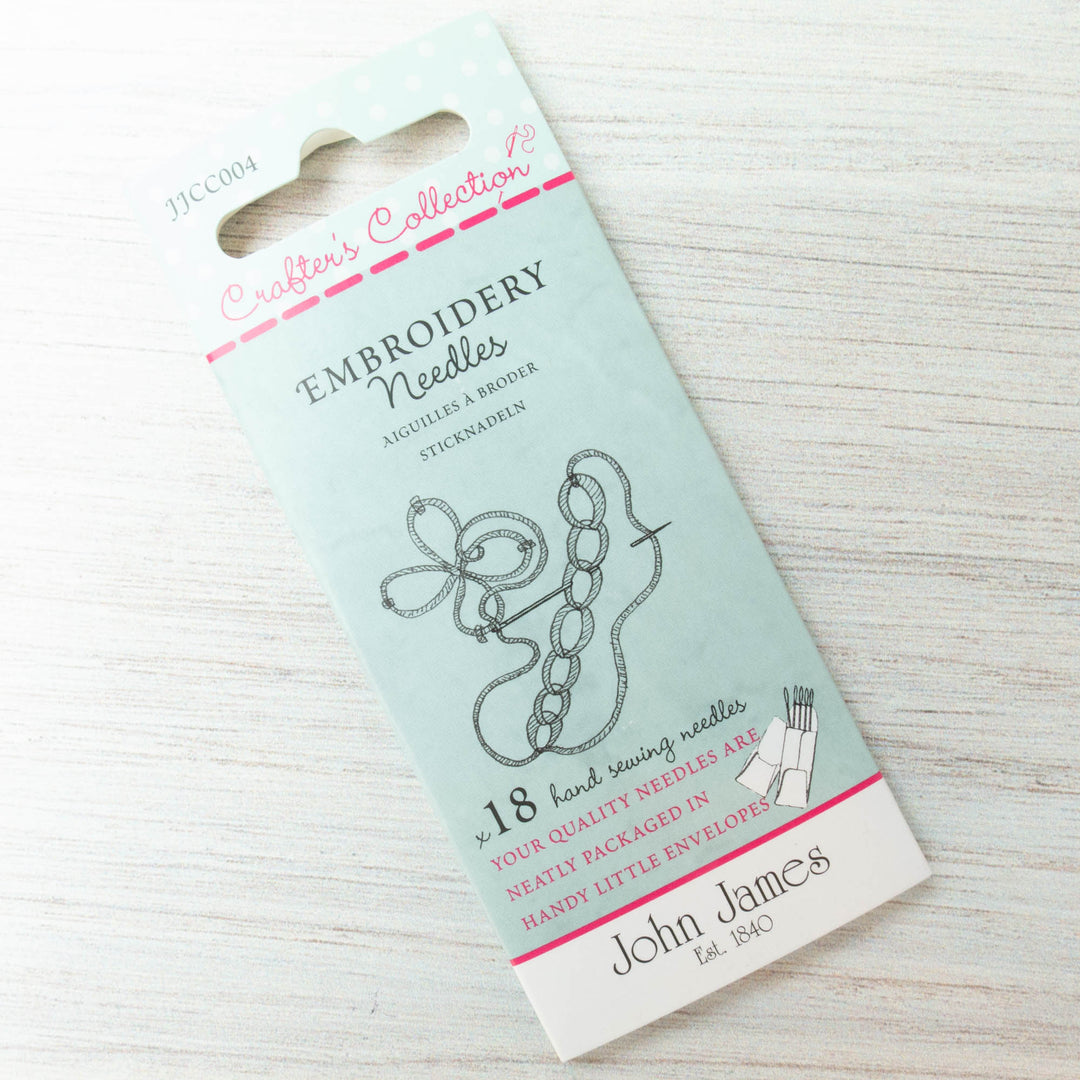 JJCC004
Crafter's Collection
EMBROIDERY
Needles
AIGUILLES À BRODER
STICKNADELN
x18 hand sewing needles
YOUR QUALITY NEEDLES ARE
NEATLY PACKAGED IN
HANDY LITTLE ENVELOPES
John James
Est. 1840